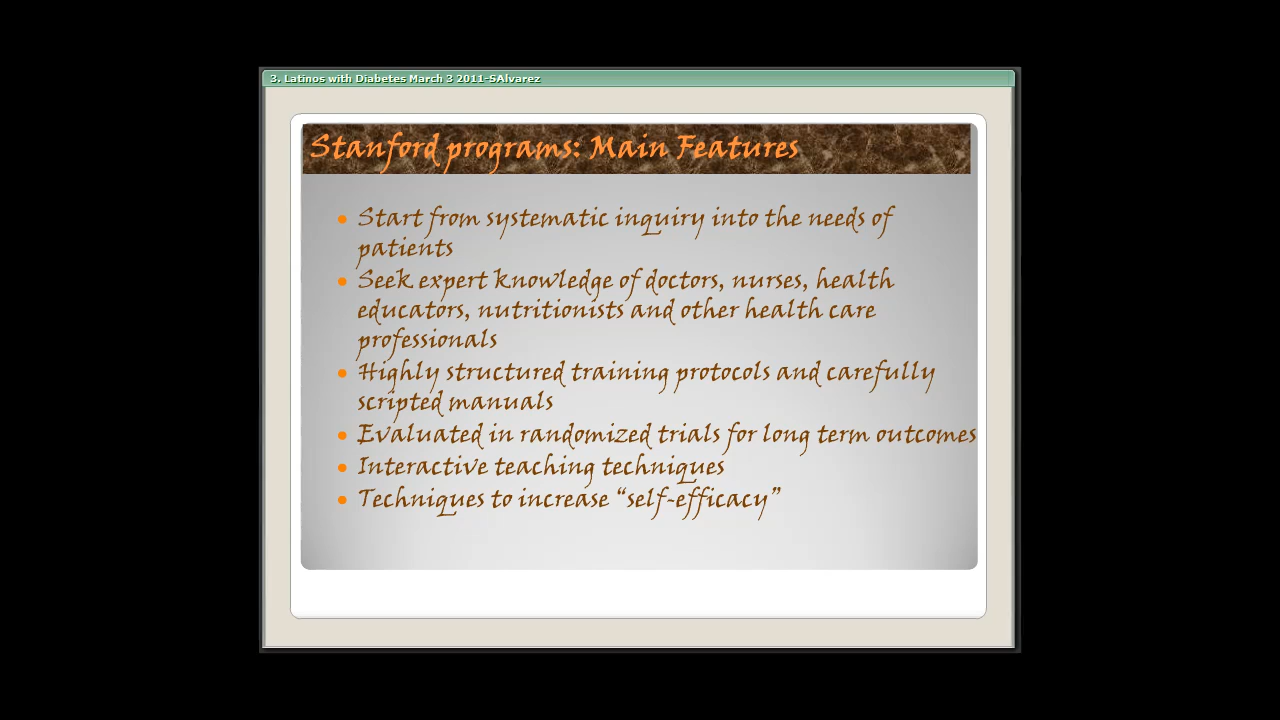 3. Latinos with Diabetes March 3 2011-SAlvarez
Stanford programs: Main Features
• Start from systematic inquiry into the needs of
patients
• Seek expert knowledge of doctors, nurses, health
educators, nutritionists and other health care
professionals
• Highly structured training protocols and carefully
scripted manuals
• Evaluated in randomized trials for long term outcomes
• Interactive teaching techniques
• Techniques to increase “self-efficacy”